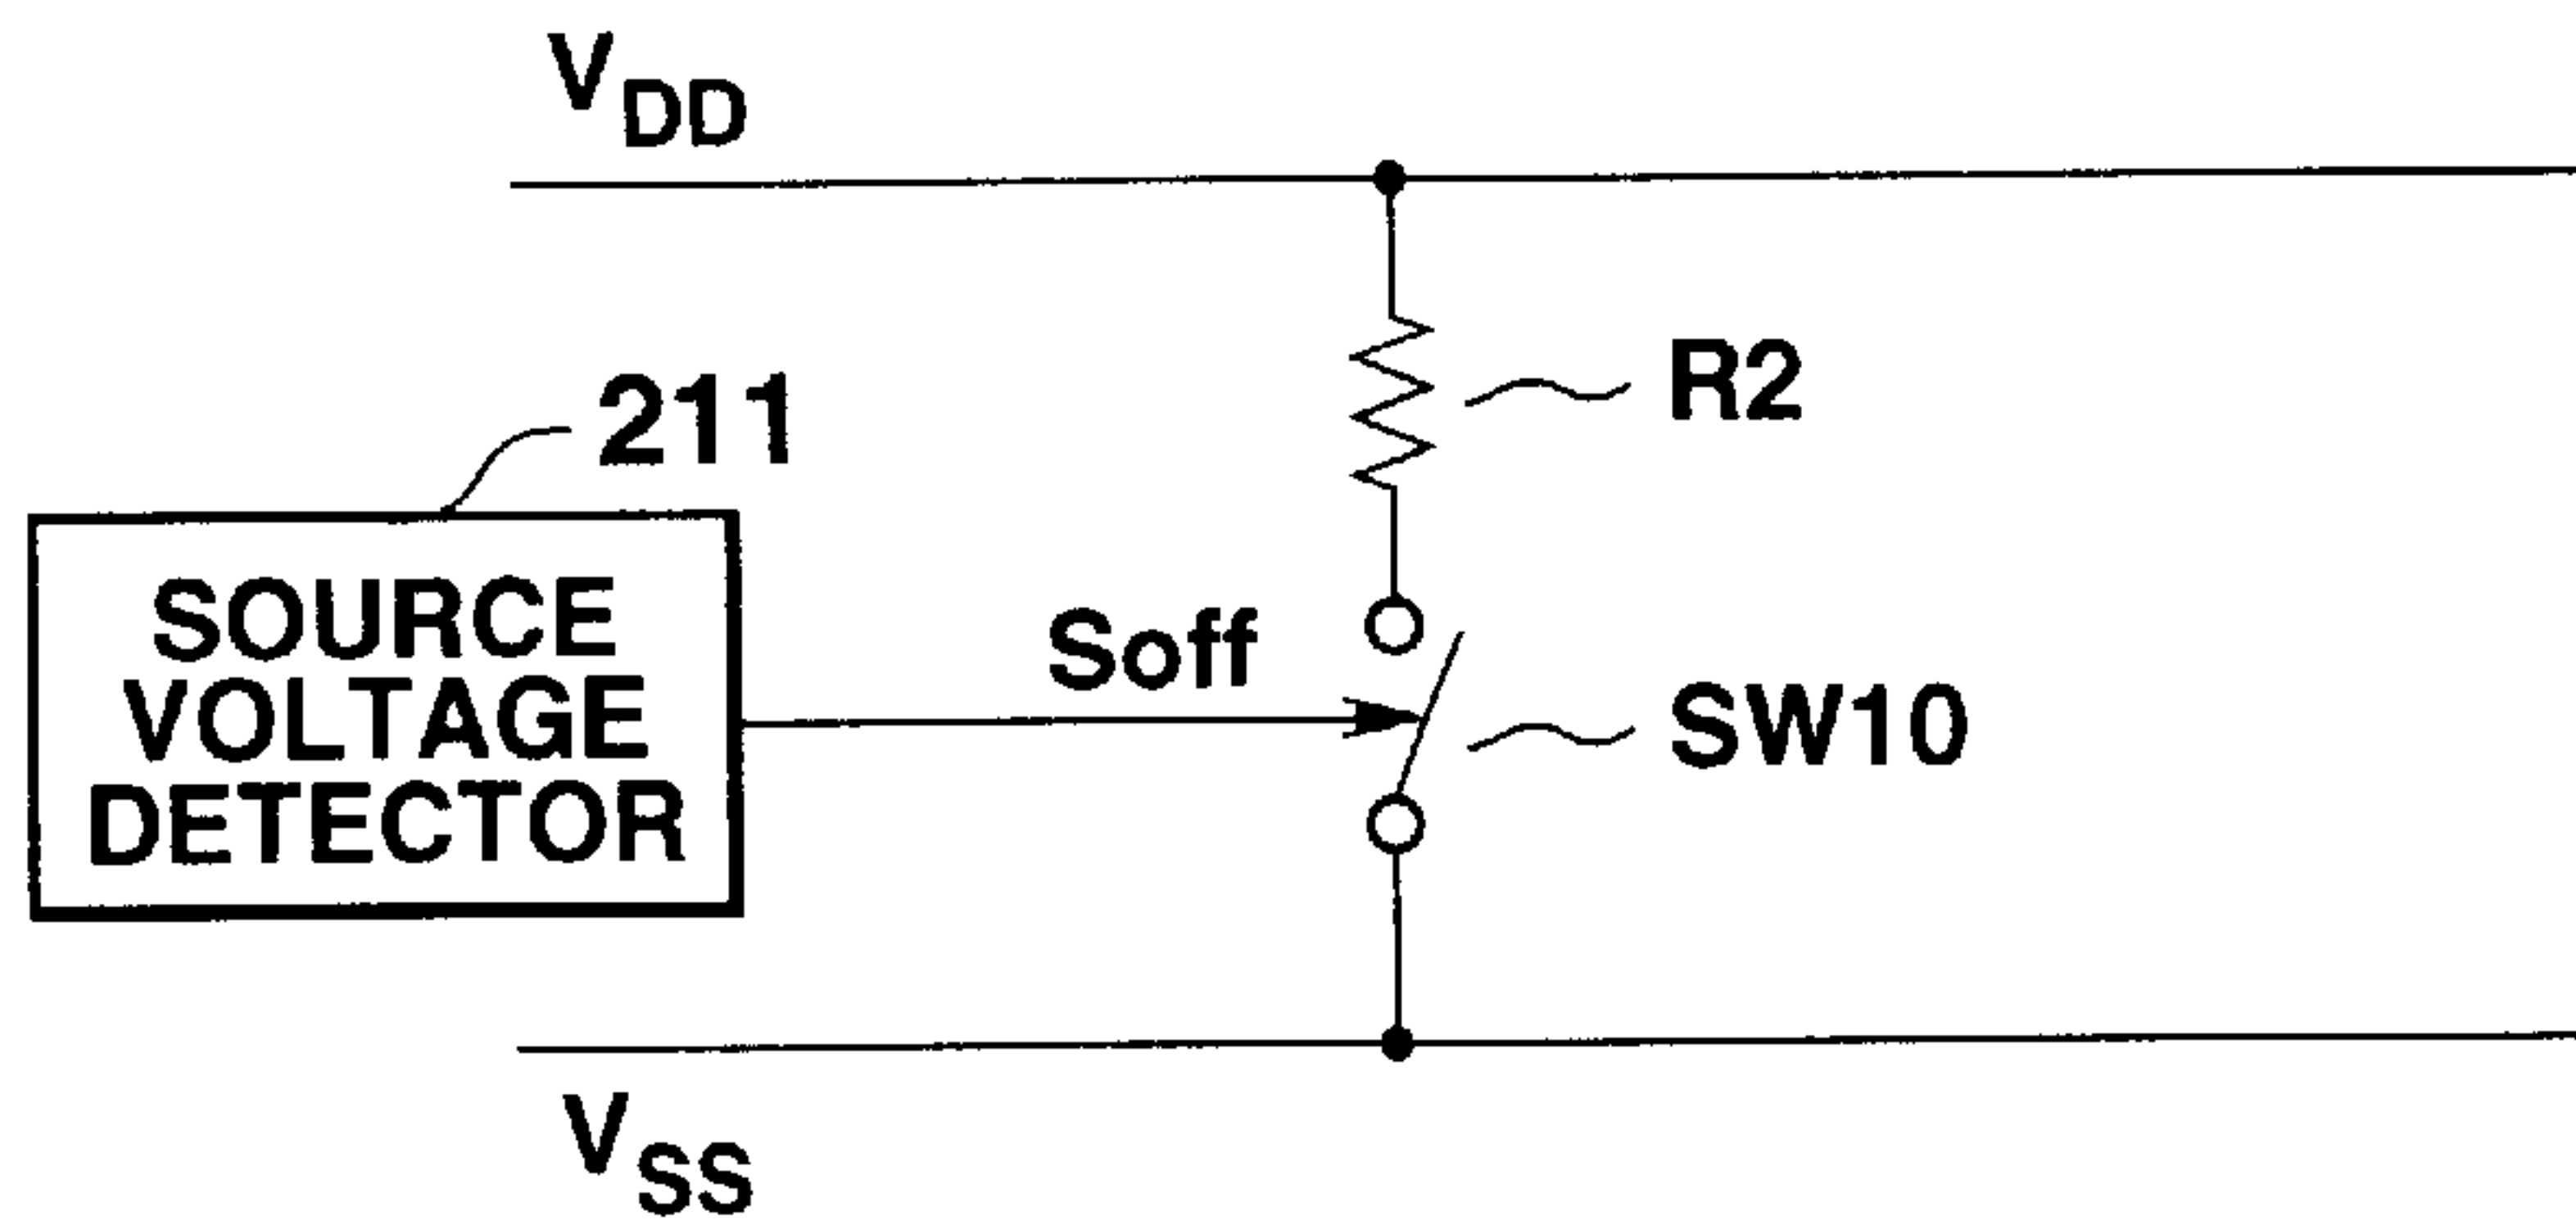 VDD
R2
211
SOURCE
VOLTAGE
DETECTOR
Soff
SW10
VSS